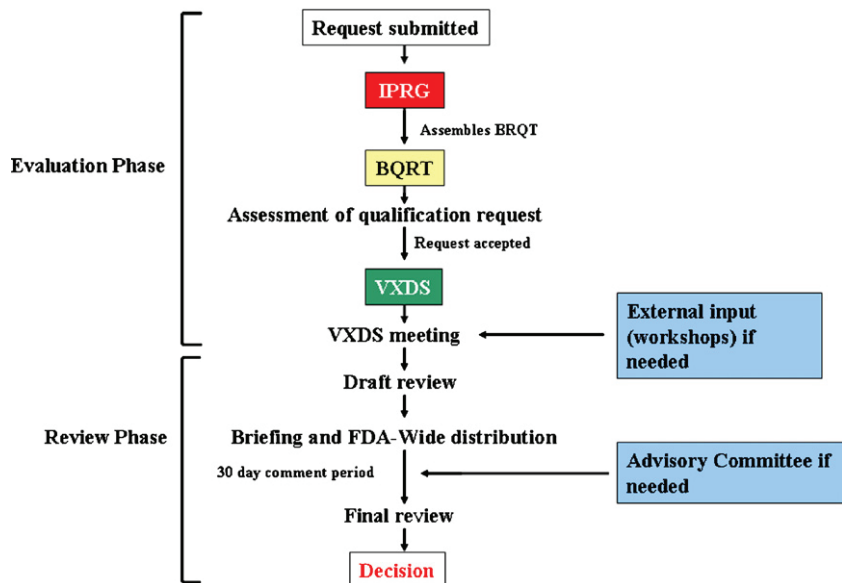 Request submitted
IPRG
Assembles BRQT
Evaluation Phase
BQRT
Assessment of qualification request
Request accepted
VXDS
External input
(workshops) if
needed
VXDS meeting
Draft review
Review Phase
Briefing and FDA-Wide distribution
30 day comment period
Advisory Committee if
needed
Final review
Decision